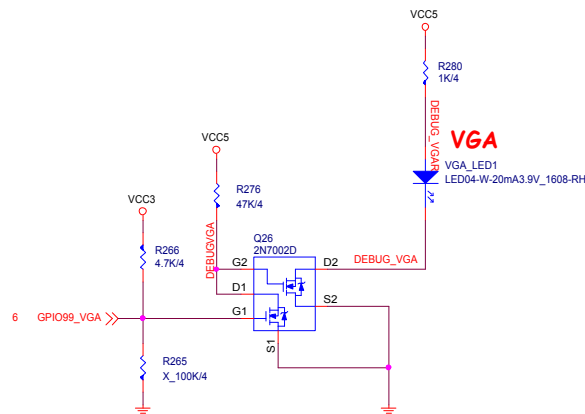 VCC5
R280
1K/4
DEBUG_VGAR
VGA
VGA_LED1
LED04-W-20mA3.9V_1608-RH
VCC5
R276
47K/4
DEBUGVGA
VCC3
R266
4.7K/4
Q26
2N7002D
G2
D2
DEBUG_VGA
D1
S2
G1
6 GPIO99_VGA
S1
R265
X_100K/4